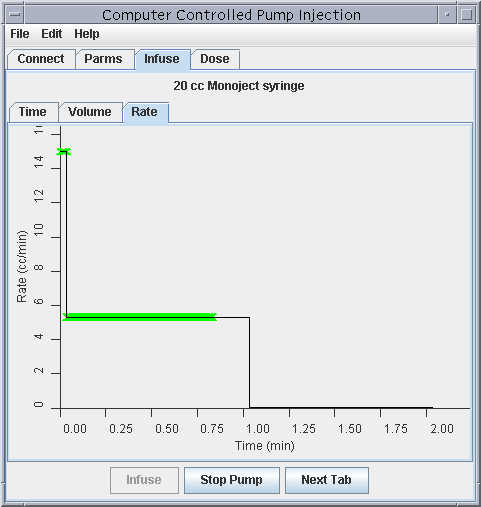 Computer Controlled Pump Injection
File Edit Help
Connect Parms Infuse Dose
20 cc Monoject syringe
Time Volume Rate
14
12
10
8
6
4
2
0
Rate (cc/min)
0.00 0.25 0.50 0.75 1.00 1.25 1.50 1.75 2.00
Time (min)
Infuse Stop Pump Next Tab